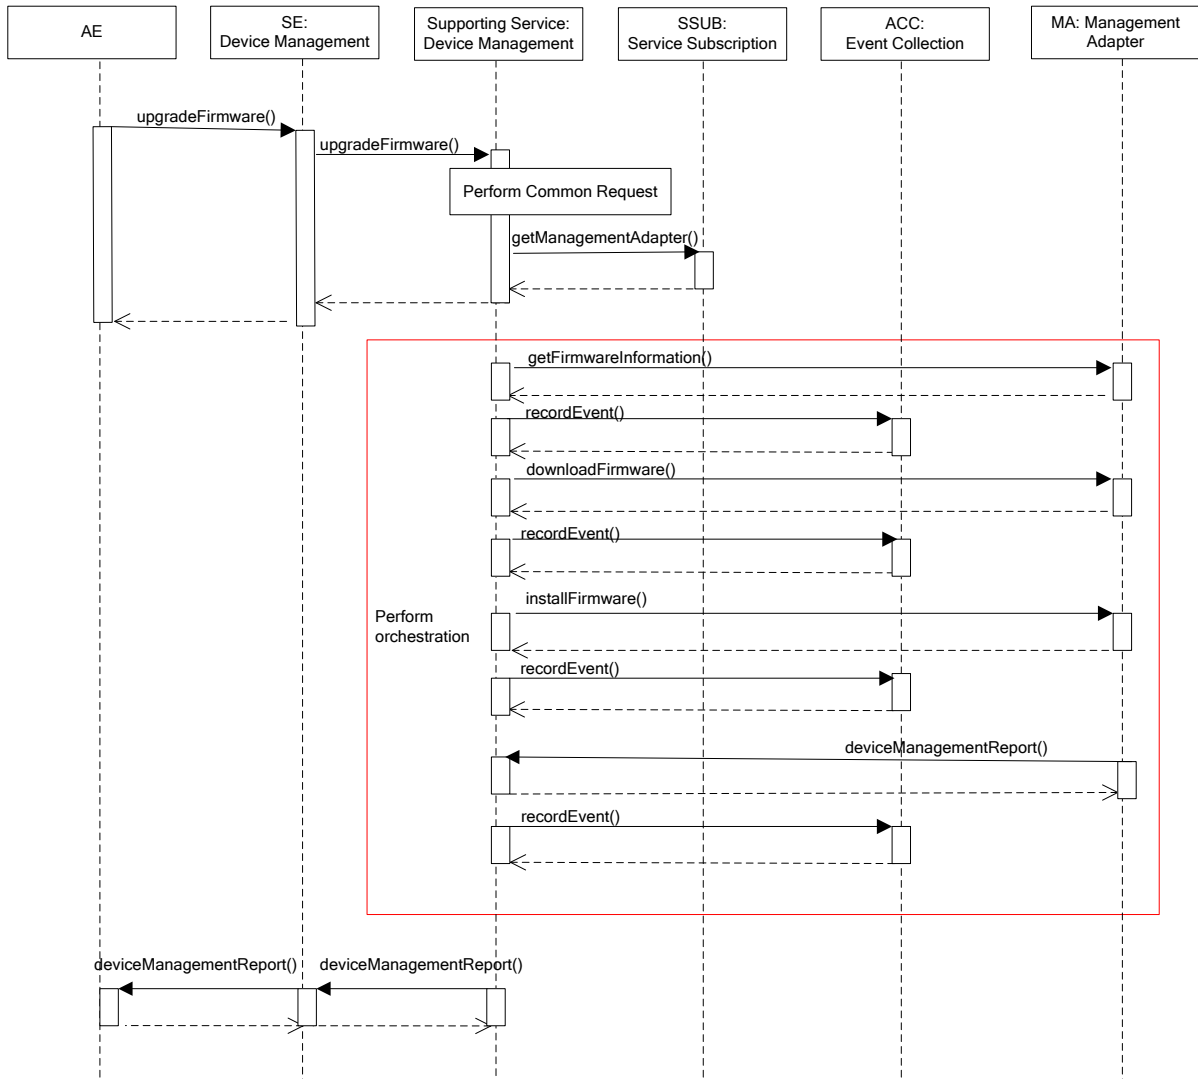 AE
SE:
Device Management
Supporting Service:
Device Management
SSUB:
Service Subscription
ACC:
Event Collection
MA: Management
Adapter
upgradeFirmware()
upgradeFirmware()
Perform Common Request
getManagementAdapter()
getFirmwareInformation()
recordEvent()
downloadFirmware()
recordEvent()
installFirmware()
Perform
orchestration
recordEvent()
deviceManagementReport()
recordEvent()
deviceManagementReport()
deviceManagementReport()